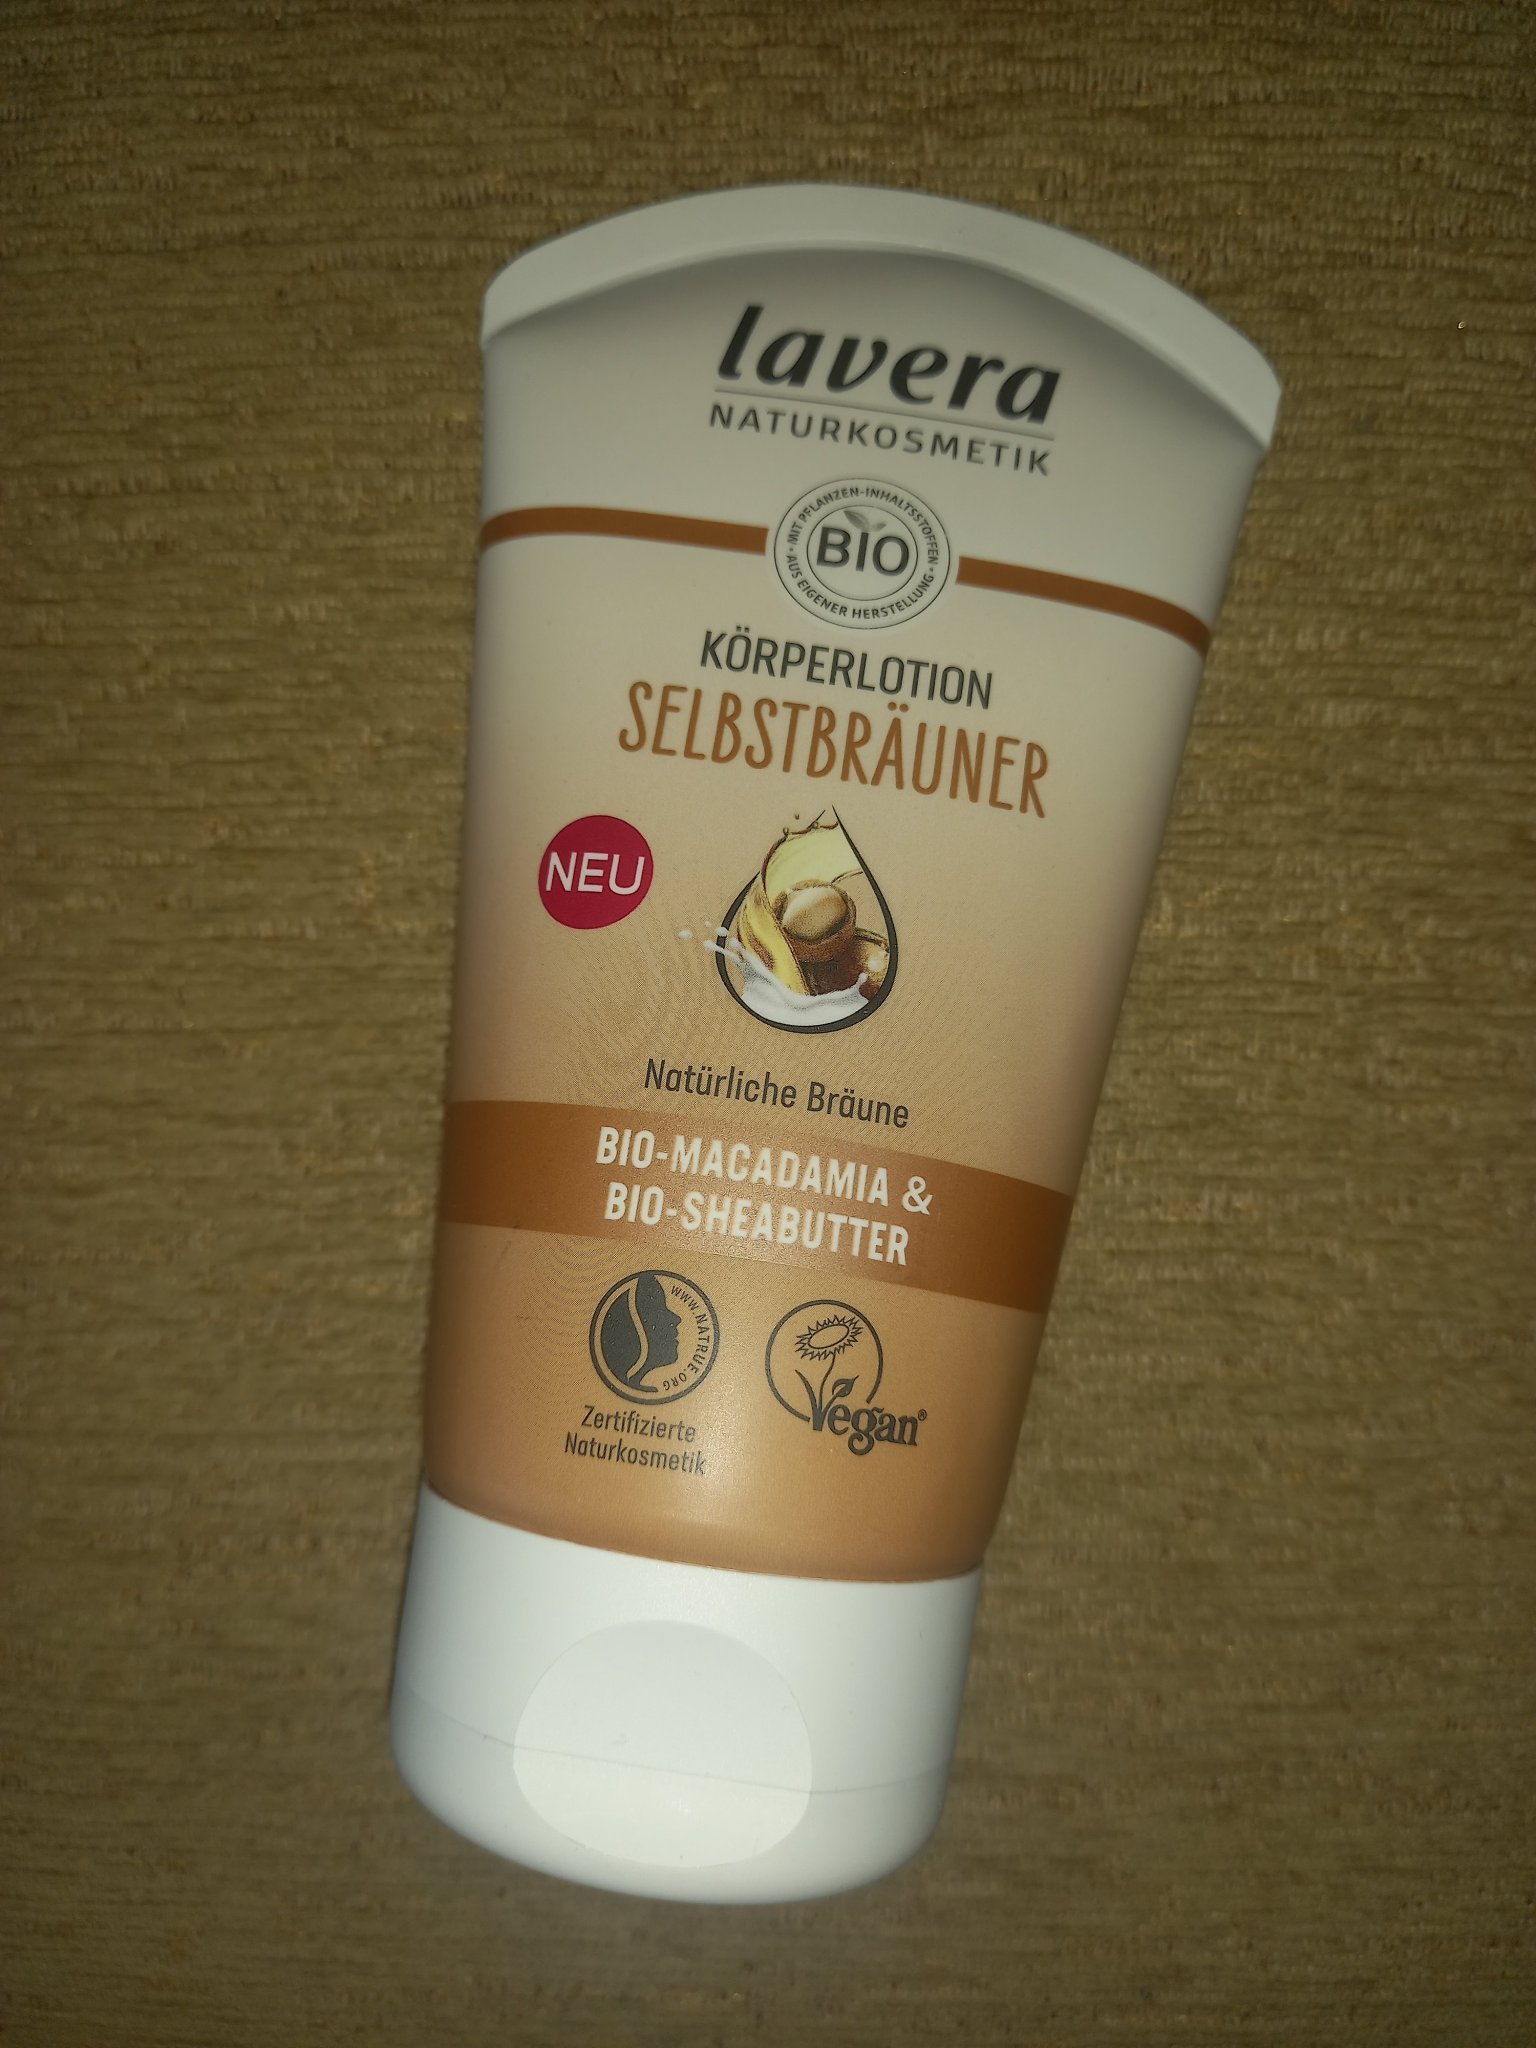 lavera
NATURKOSMETIK
MIT PFLANZEN-INHALTSSTOFFEN
BIO
AUS EIGENER HERSTELLUNG
KÖRPERLOTION
SELBSTBRÄUNER
NEU
Natürliche Bräune
BIO-MACADAMIA &
BIO-SHEABUTTER
WWW.NATRUE.ORG
Zertifizierte
Naturkosmetik
Vegan®